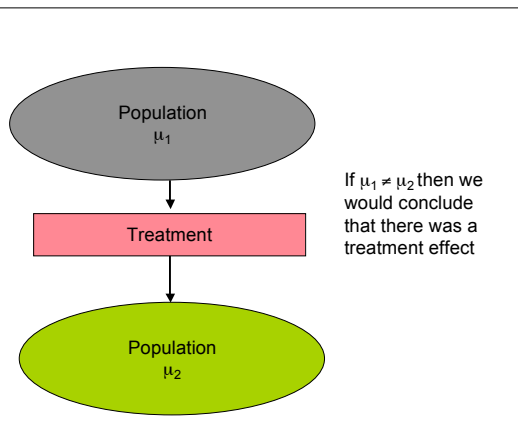 Population
μ1
If μ1 ≠ μ2 then we
would conclude
that there was a
treatment effect
Treatment
Population
μ2